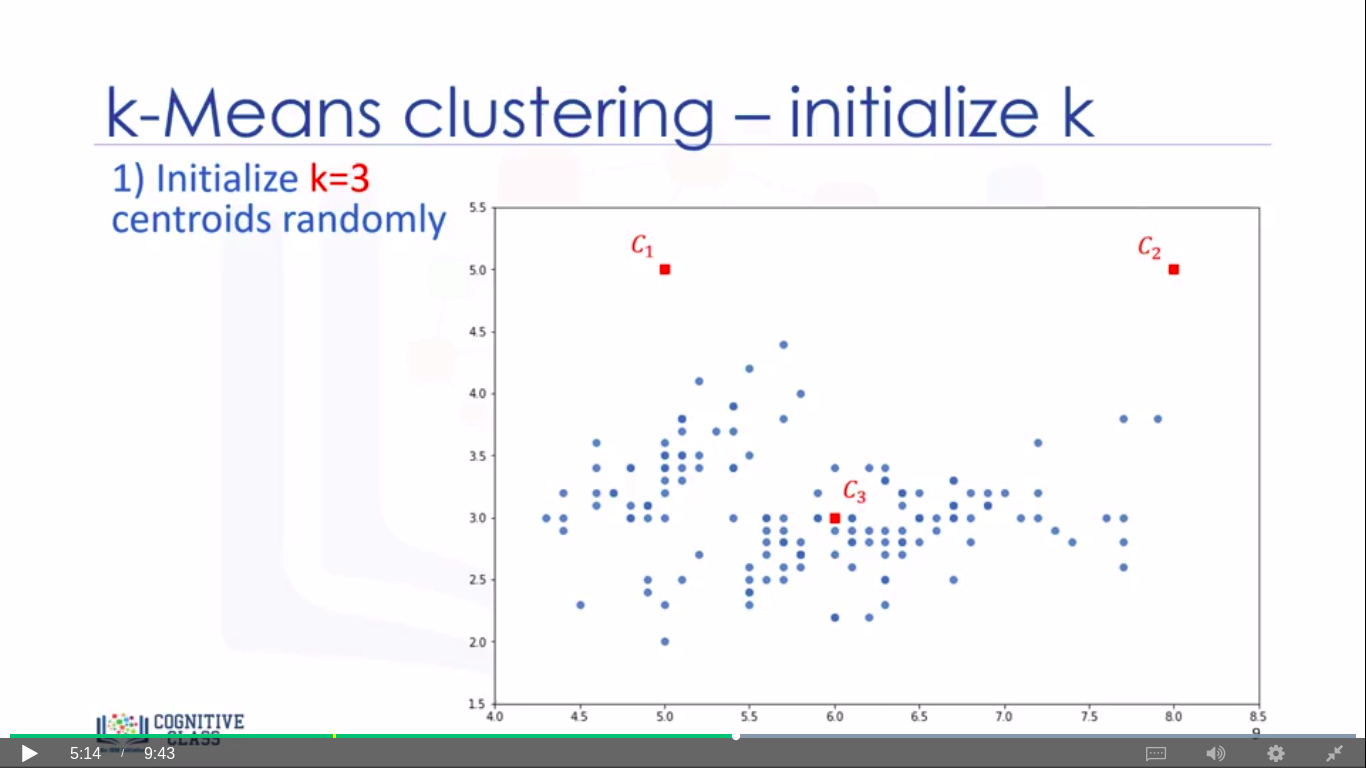 k-Means clustering – initialize k
1) Initialize k=3
centroids randomly
5.5
C₁
C₂
5.0
4.5
4.0
3.5
C₃
3.0
2.5
2.0
1.5
4.0 4.5 5.0 5.5 6.0 6.5 7.0 7.5 8.0 8.5
COGNITIVE
CLASS
9
5:14 / 9:43